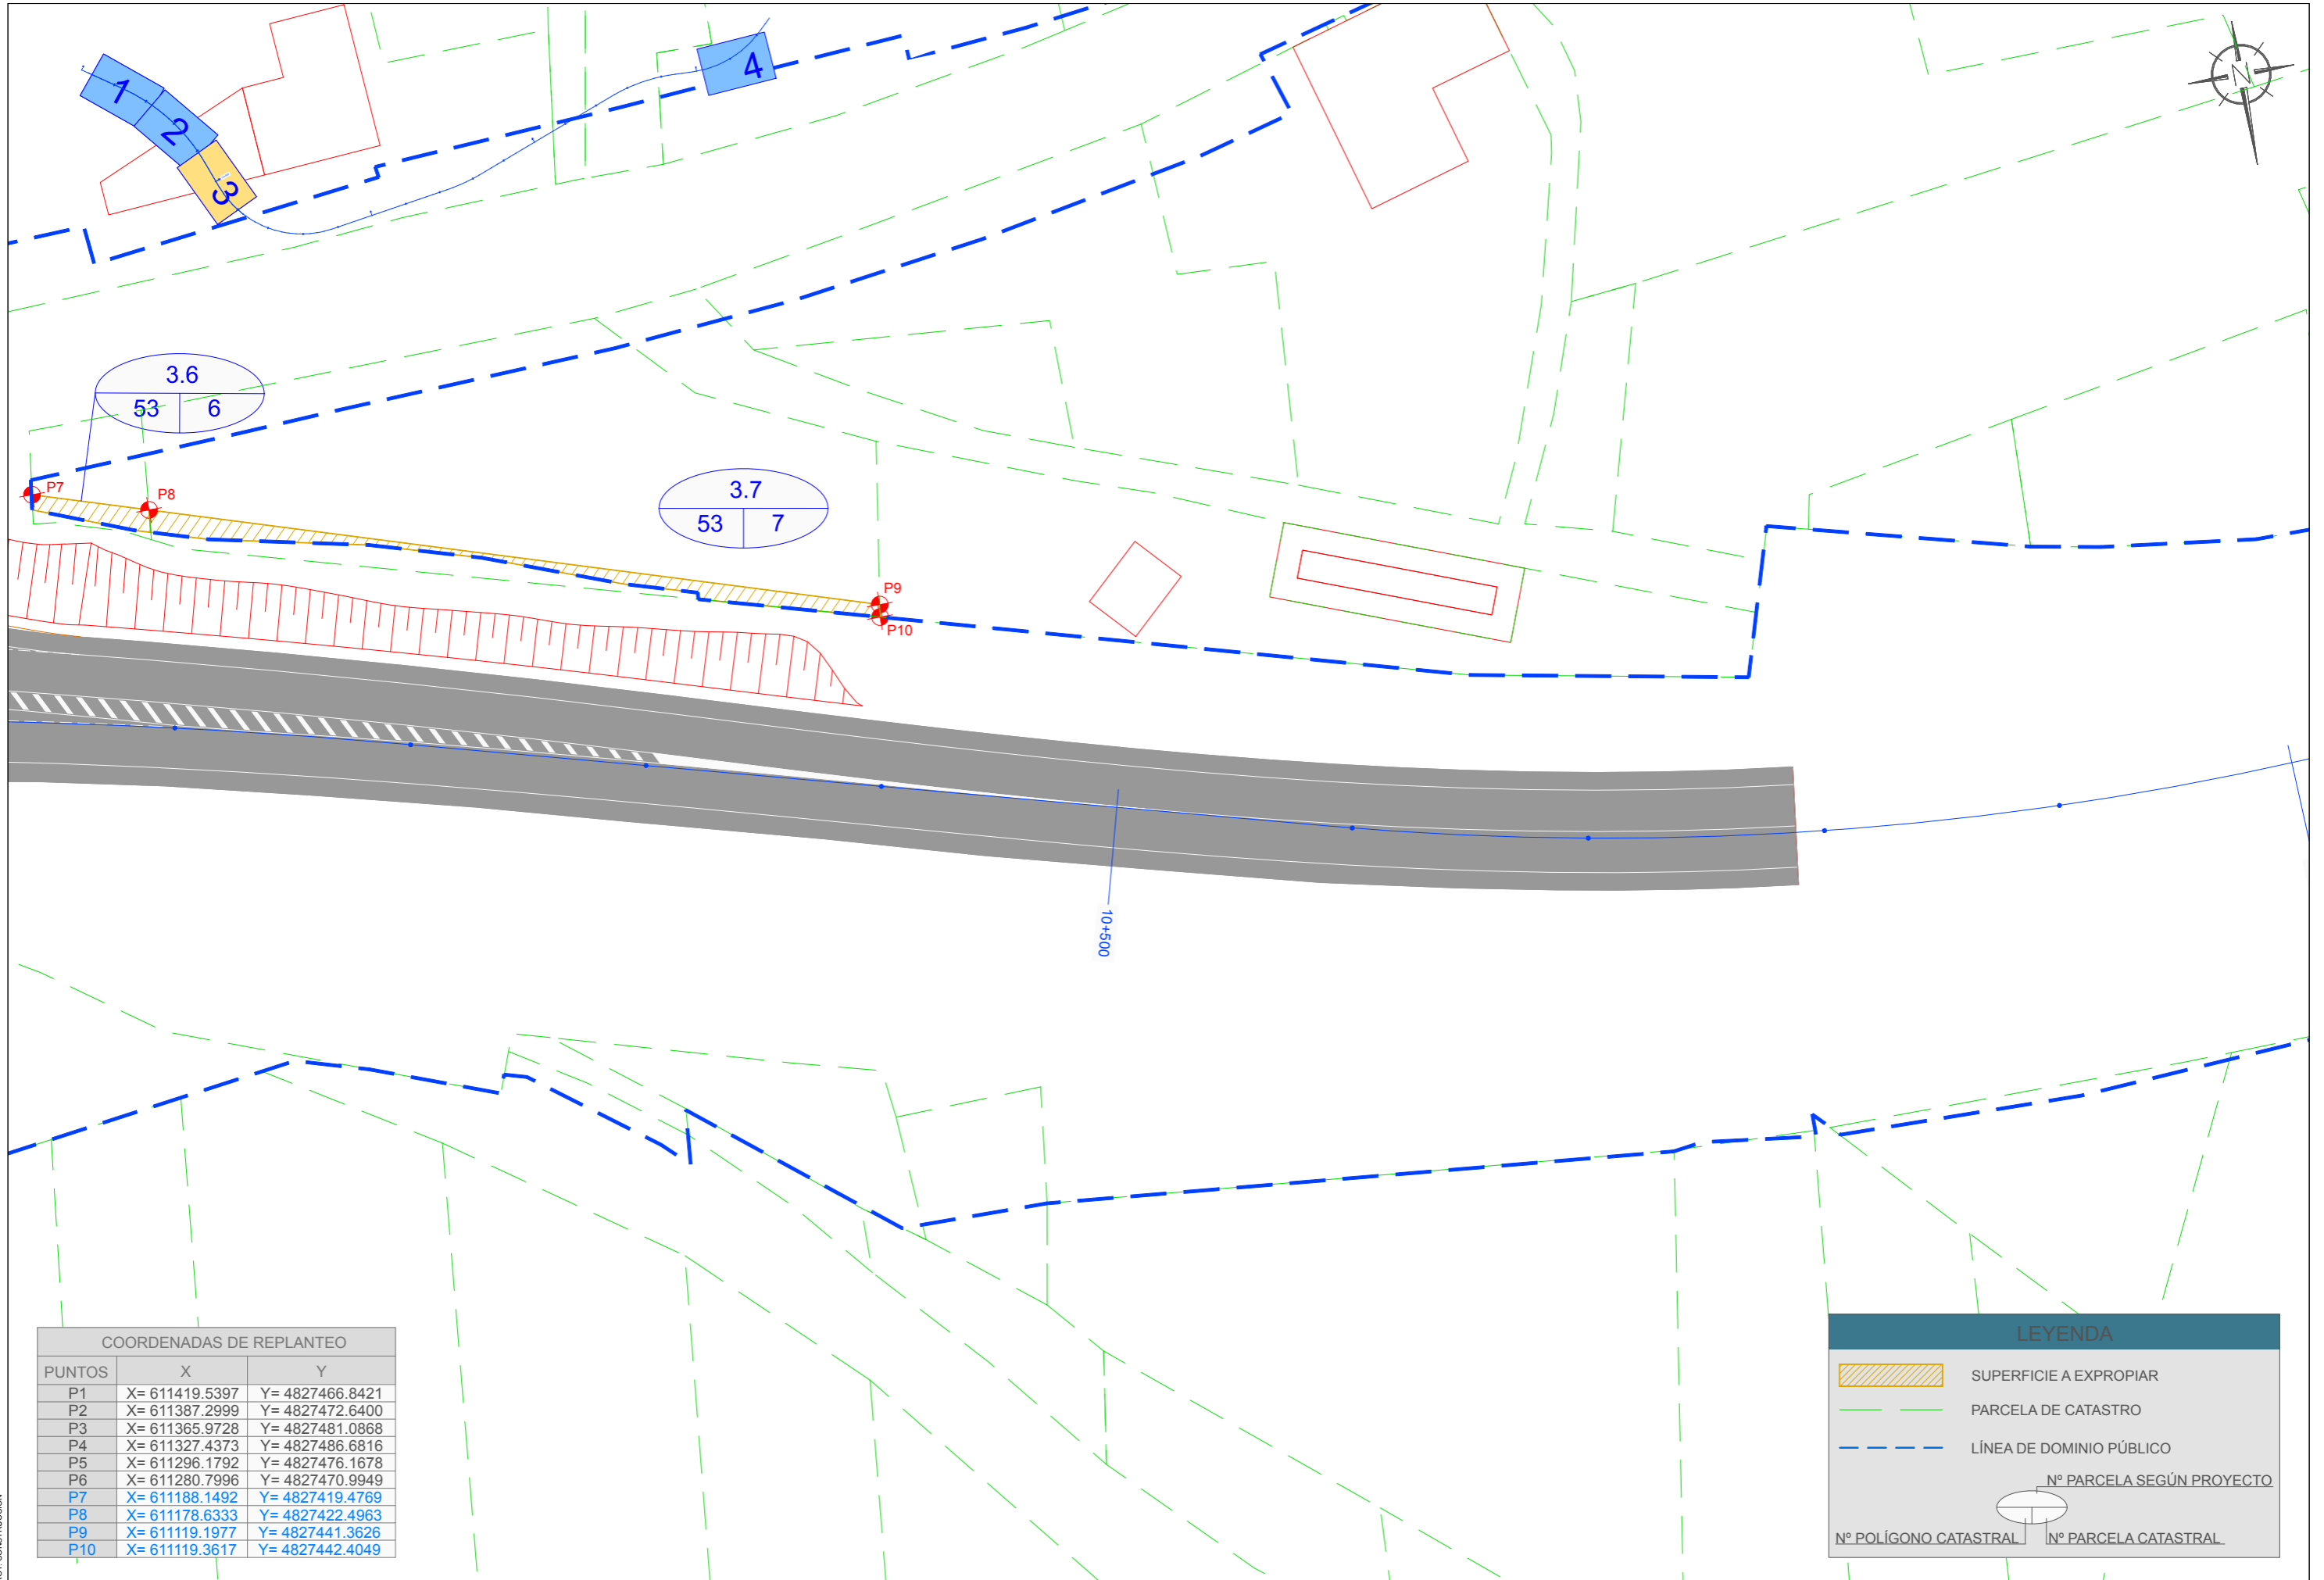 1
2
3
4
N
3.6
53 6
3.7
53 7
P7
P8
P9
P10
10+500
COORDENADAS DE REPLANTEO
PUNTOS X Y
P1 X= 611419.5397 Y= 4827466.8421
P2 X= 611387.2999 Y= 4827472.6400
P3 X= 611365.9728 Y= 4827481.0868
P4 X= 611327.4373 Y= 4827486.6816
P5 X= 611296.1792 Y= 4827476.1678
P6 X= 611280.7996 Y= 4827470.9949
P7 X= 611188.1492 Y= 4827419.4769
P8 X= 611178.6333 Y= 4827422.4963
P9 X= 611119.1977 Y= 4827441.3626
P10 X= 611119.3617 Y= 4827442.4049
LEYENDA
SUPERFICIE A EXPROPIAR
PARCELA DE CATASTRO
LÍNEA DE DOMINIO PÚBLICO
Nº PARCELA SEGÚN PROYECTO
Nº POLÍGONO CATASTRAL Nº PARCELA CATASTRAL